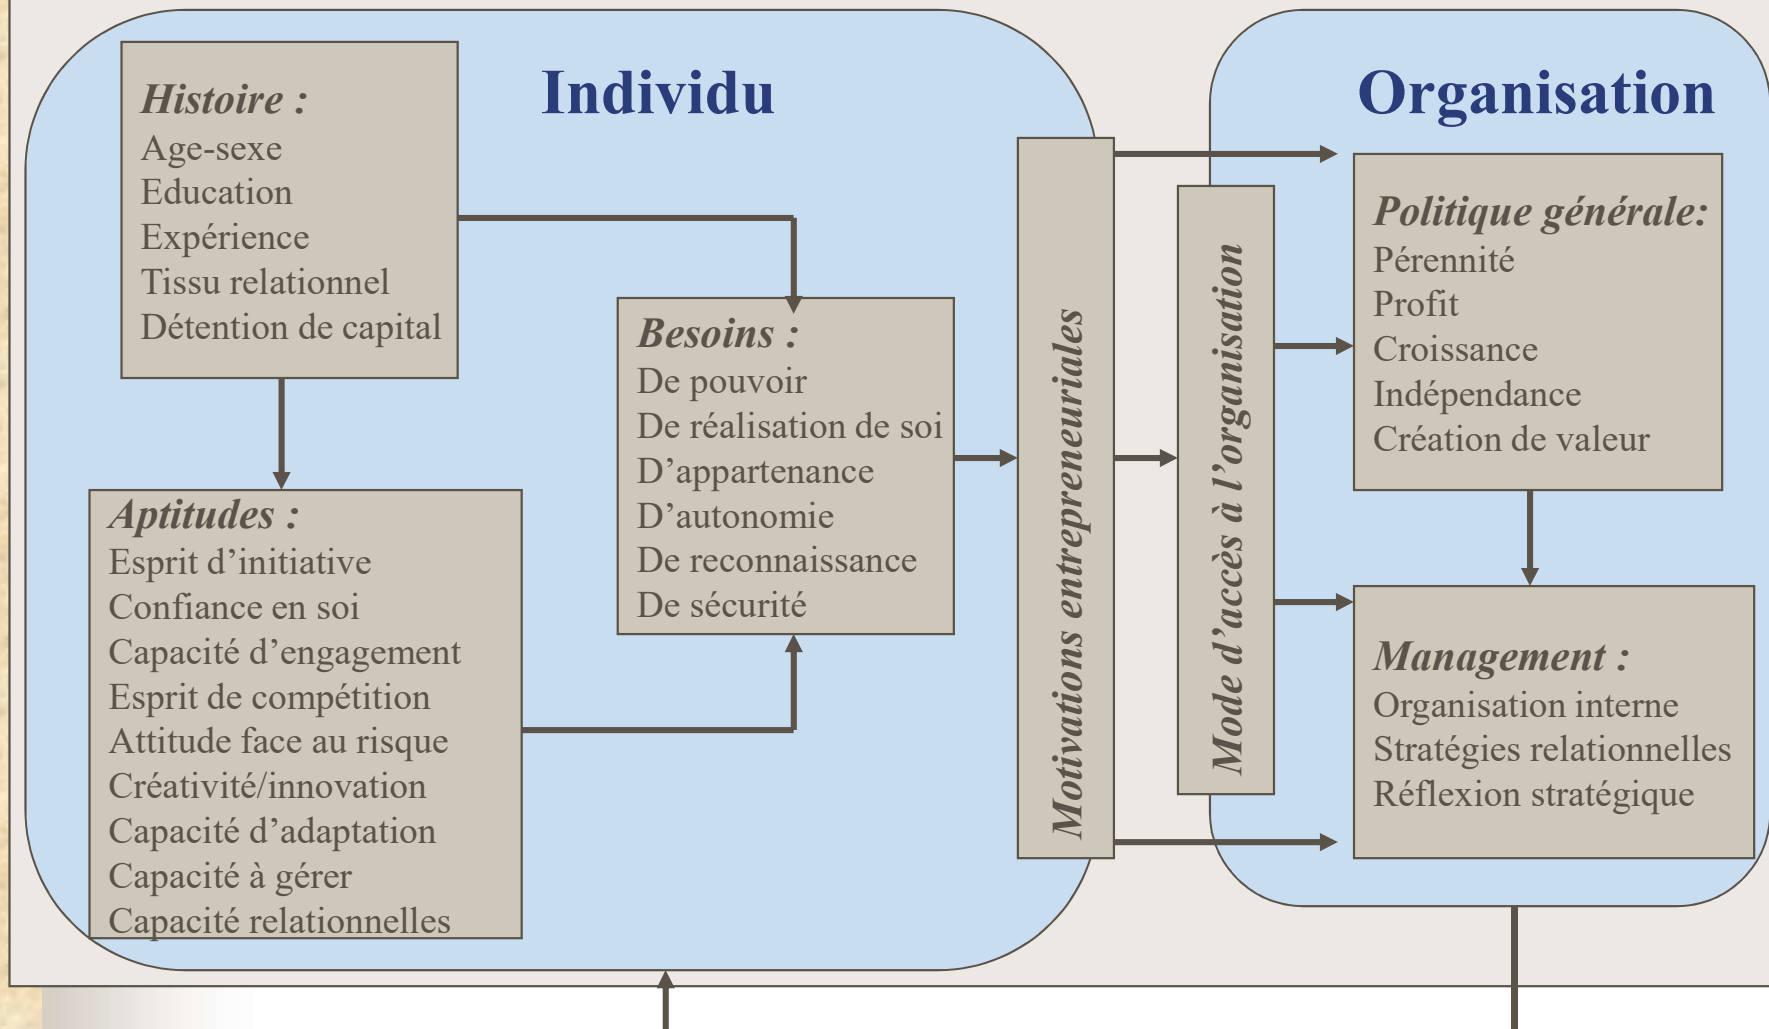 Individu
Histoire :
Age-sexe
Education
Expérience
Tissu relationnel
Détention de capital
Aptitudes :
Esprit d’initiative
Confiance en soi
Capacité d’engagement
Esprit de compétition
Attitude face au risque
Créativité/innovation
Capacité d’adaptation
Capacité à gérer
Capacité relationnelles
Besoins :
De pouvoir
De réalisation de soi
D’appartenance
D’autonomie
De reconnaissance
De sécurité
Motivations entrepreneuriales
Mode d’accès à l’organisation
Organisation
Politique générale:
Pérennité
Profit
Croissance
Indépendance
Création de valeur
Management :
Organisation interne
Stratégies relationnelles
Réflexion stratégique